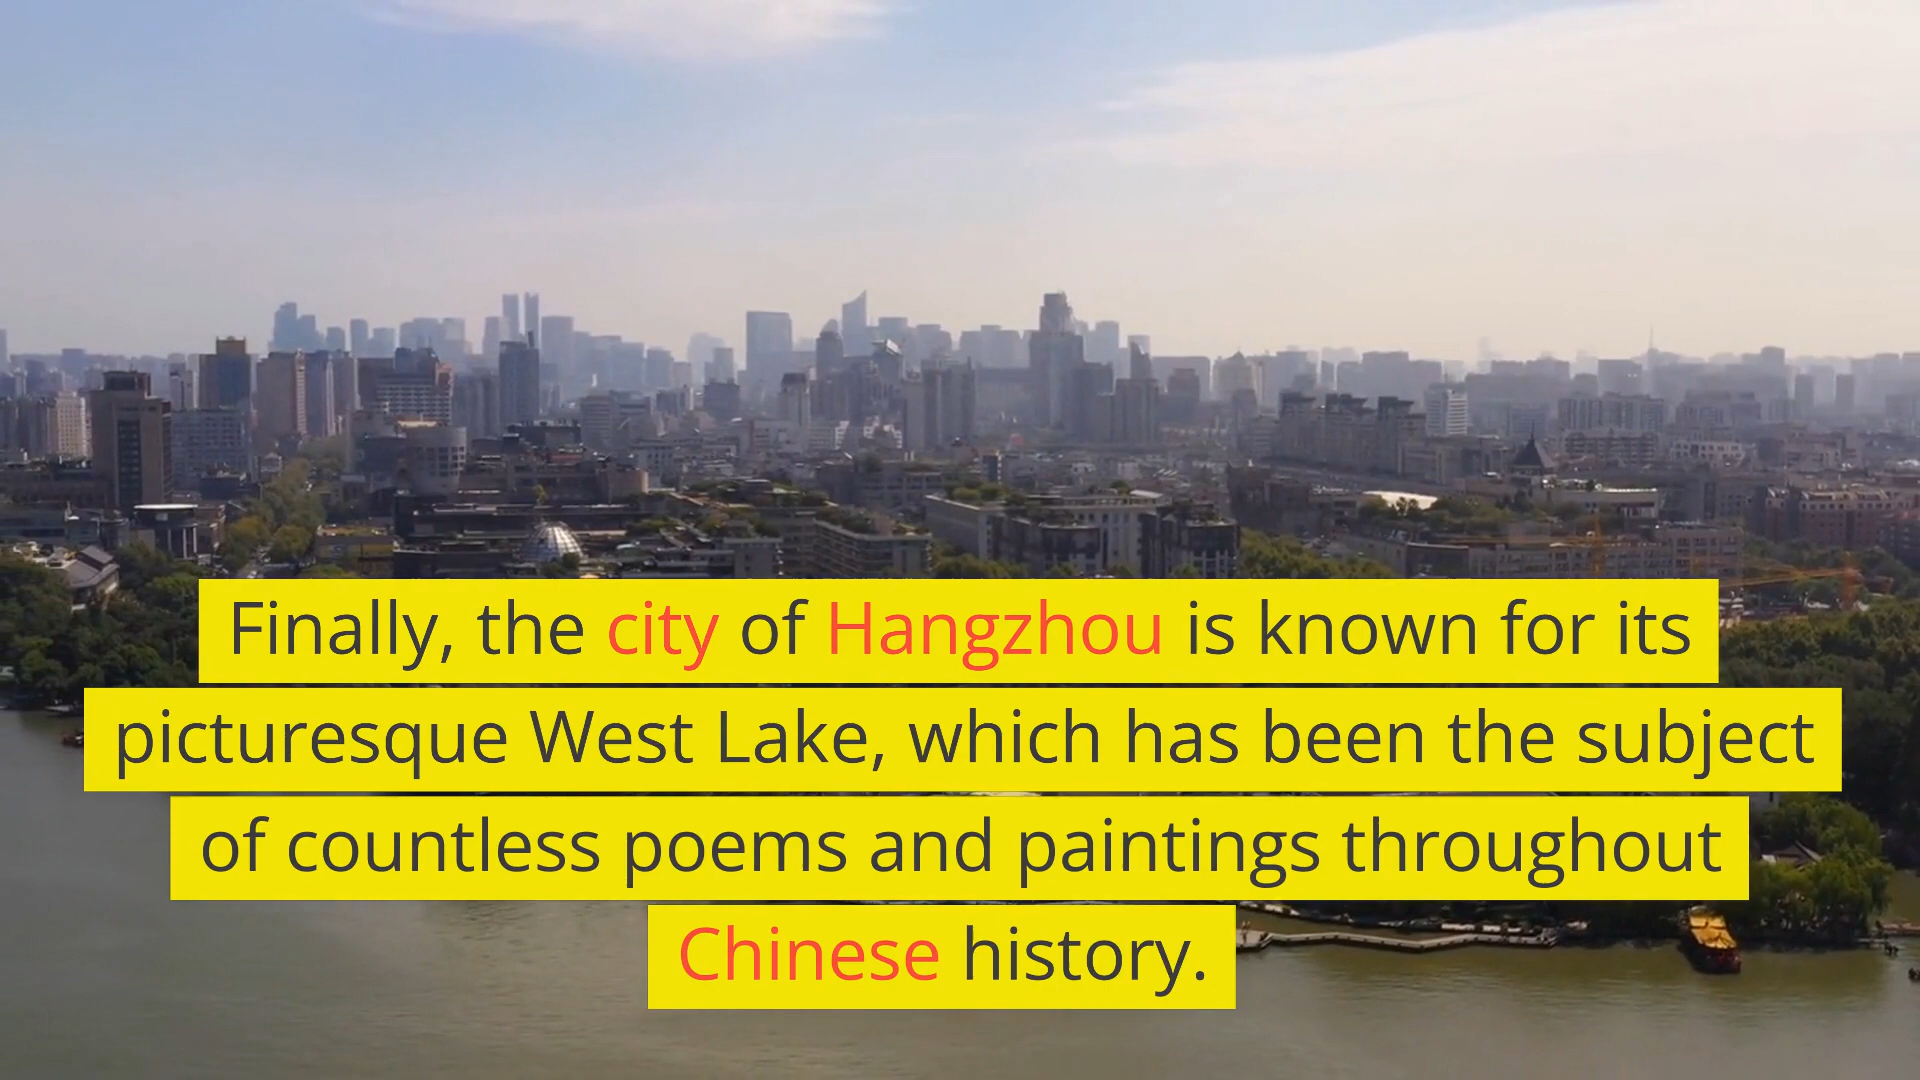 Finally, the city of Hangzhou is known for its
picturesque West Lake, which has been the subject
of countless poems and paintings throughout
Chinese history.